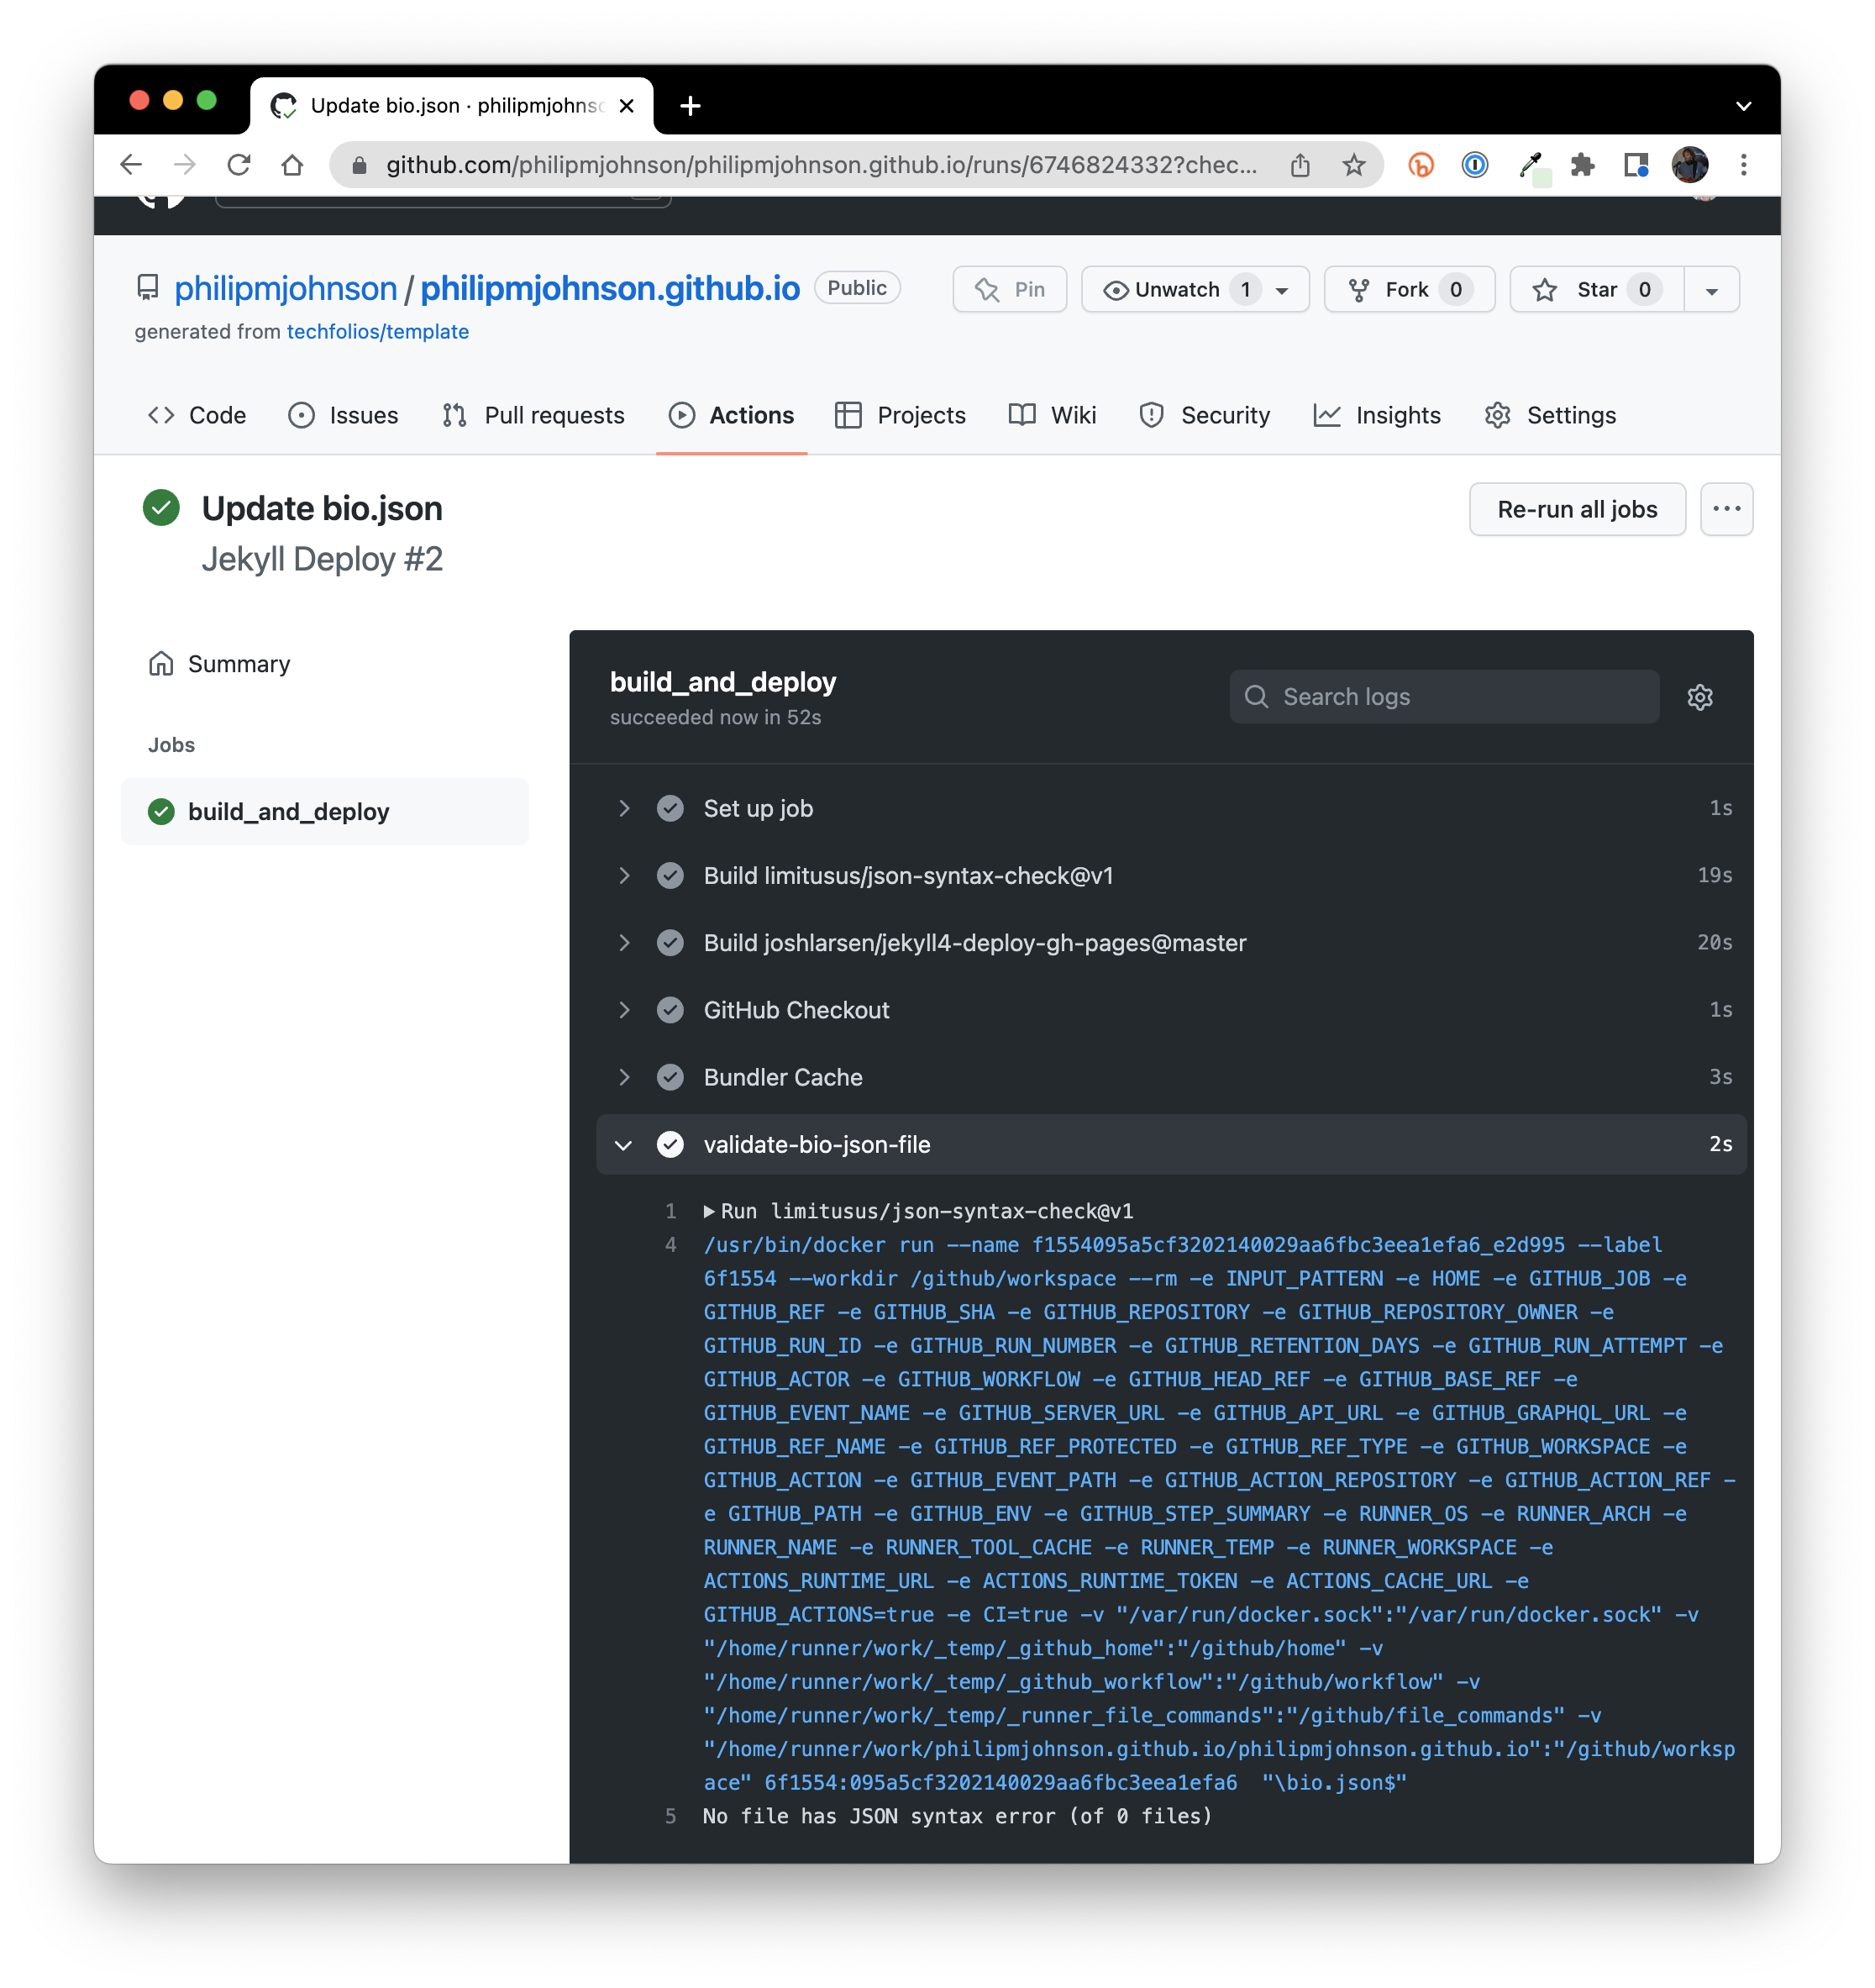 Update bio.json · philipmjohnso
github.com/philipmjohnson/philipmjohnson.github.io/runs/6746824332?chec...
philipmjohnson / philipmjohnson.github.io Public
Pin
Unwatch 1
Fork 0
Star 0
generated from techfolios/template
Code
Issues
Pull requests
Actions
Projects
Wiki
Security
Insights
Settings
Update bio.json
Re-run all jobs
Jekyll Deploy #2
Summary
Jobs
build_and_deploy
build_and_deploy
succeeded now in 52s
Search logs
Set up job 1s
Build limitusus/json-syntax-check@v1 19s
Build joshlarsen/jekyll4-deploy-gh-pages@master 20s
GitHub Checkout 1s
Bundler Cache 3s
validate-bio-json-file 2s
1 Run limitusus/json-syntax-check@v1
4 /usr/bin/docker run --name f1554095a5cf3202140029aa6fbc3eea1efa6_e2d995 --label
6f1554 --workdir /github/workspace --rm -e INPUT_PATTERN -e HOME -e GITHUB_JOB -e
GITHUB_REF -e GITHUB_SHA -e GITHUB_REPOSITORY -e GITHUB_REPOSITORY_OWNER -e
GITHUB_RUN_ID -e GITHUB_RUN_NUMBER -e GITHUB_RETENTION_DAYS -e GITHUB_RUN_ATTEMPT -e
GITHUB_ACTOR -e GITHUB_WORKFLOW -e GITHUB_HEAD_REF -e GITHUB_BASE_REF -e
GITHUB_EVENT_NAME -e GITHUB_SERVER_URL -e GITHUB_API_URL -e GITHUB_GRAPHQL_URL -e
GITHUB_REF_NAME -e GITHUB_REF_PROTECTED -e GITHUB_REF_TYPE -e GITHUB_WORKSPACE -e
GITHUB_ACTION -e GITHUB_EVENT_PATH -e GITHUB_ACTION_REPOSITORY -e GITHUB_ACTION_REF -
e GITHUB_PATH -e GITHUB_ENV -e GITHUB_STEP_SUMMARY -e RUNNER_OS -e RUNNER_ARCH -e
RUNNER_NAME -e RUNNER_TOOL_CACHE -e RUNNER_TEMP -e RUNNER_WORKSPACE -e
ACTIONS_RUNTIME_URL -e ACTIONS_RUNTIME_TOKEN -e ACTIONS_CACHE_URL -e
GITHUB_ACTIONS=true -e CI=true -v "/var/run/docker.sock":"/var/run/docker.sock" -v
"/home/runner/work/_temp/_github_home":"/github/home" -v
"/home/runner/work/_temp/_github_workflow":"/github/workflow" -v
"/home/runner/work/_temp/_runner_file_commands":"/github/file_commands" -v
"/home/runner/work/philipmjohnson.github.io/philipmjohnson.github.io":"/github/worksp
ace" 6f1554:095a5cf3202140029aa6fbc3eea1efa6  "\bio.json$"
5 No file has JSON syntax error (of 0 files)